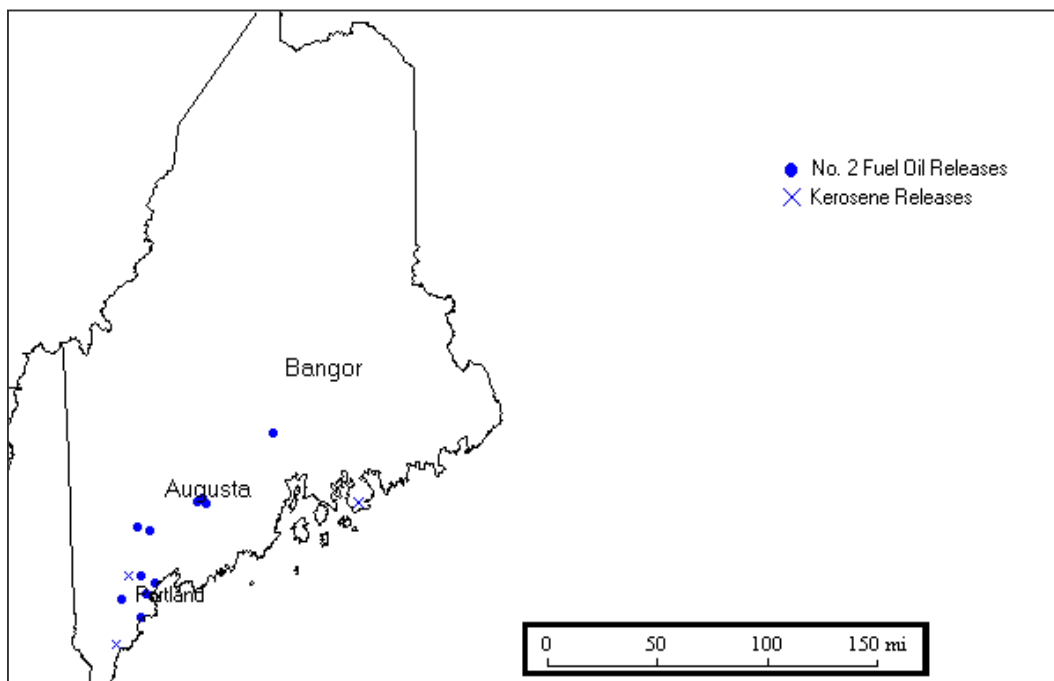 No. 2 Fuel Oil Releases
Kerosene Releases
Bangor
Augusta
Portland
0 50 100 150 mi